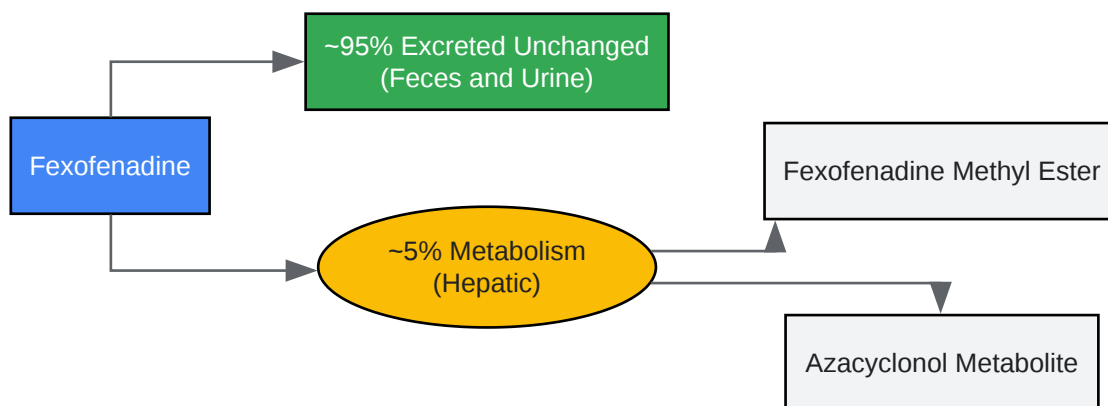 ~95% Excreted Unchanged
(Feces and Urine)
Fexofenadine
Fexofenadine Methyl Ester
~5% Metabolism
(Hepatic)
Azacyclonol Metabolite